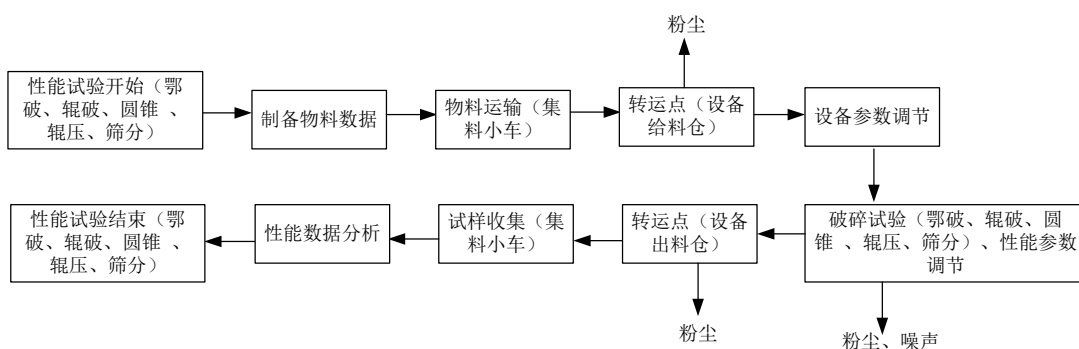 粉尘
性能试验开始（鄂
破、辊破、圆锥 、
辊压、筛分）
制备物料数据
物料运输（集
料小车）
转运点（设备
给料仓）
设备参数调节
破碎试验（鄂破、辊破、圆
锥 、辊压、筛分）、性能参数
调节
粉尘、噪声
转运点（设备
出料仓）
粉尘
试样收集（集
料小车）
性能数据分析
性能试验结束（鄂
破、辊破、圆锥 、
辊压、筛分）